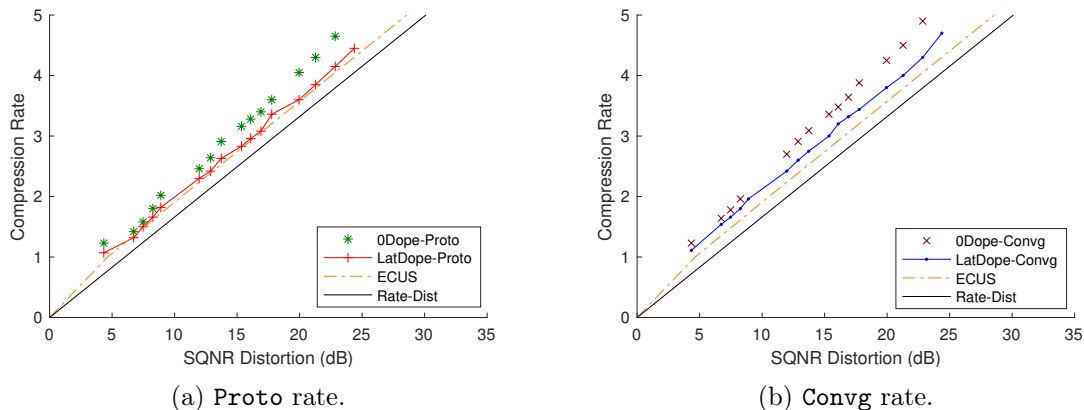 5
4
3
2
1
0
0
5
10
15
20
25
30
35
Compression Rate
SQNR Distortion (dB)
0Dope-Proto
LatDope-Proto
ECUS
Rate-Dist
(a) Proto rate.
5
4
3
2
1
0
0
5
10
15
20
25
30
35
Compression Rate
SQNR Distortion (dB)
0Dope-Convg
LatDope-Convg
ECUS
Rate-Dist
(b) Convg rate.